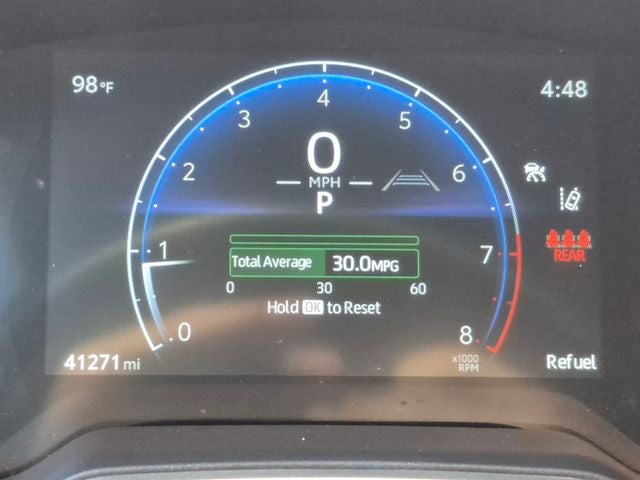 98°F
4:48
4
3
5
0
2
6
MPH
P
REAR
1
7
Total Average 30.0MPG
0 30 60
Hold OK to Reset
0
8
x1000
RPM
41271 mi
Refuel